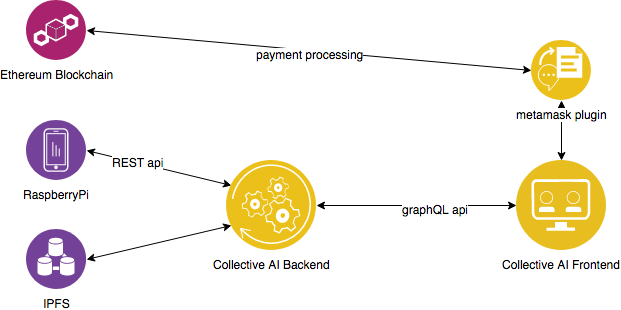 payment processing
Ethereum Blockchain
metamask plugin
REST api
RaspberryPi
graphQL api
Collective AI Backend
Collective AI Frontend
IPFS